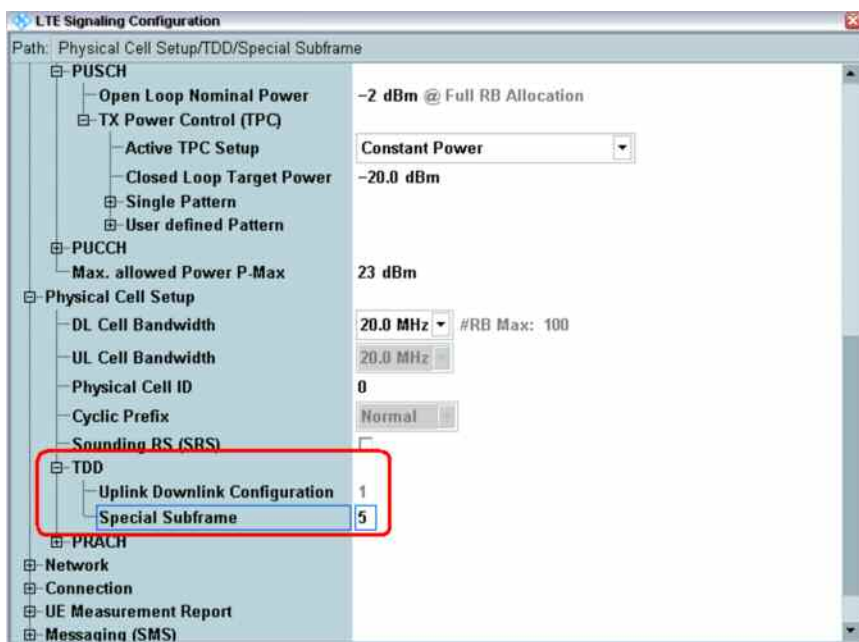 LTE Signaling Configuration
Path: Physical Cell Setup/TDD/Special Subframe
PUSCH
Open Loop Nominal Power −2 dBm @ Full RB Allocation
TX Power Control (TPC)
Active TPC Setup Constant Power
Closed Loop Target Power −20.0 dBm
Single Pattern
User defined Pattern
PUCCH
Max. allowed Power P-Max 23 dBm
Physical Cell Setup
DL Cell Bandwidth 20.0 MHz #RB Max: 100
UL Cell Bandwidth 20.0 MHz
Physical Cell ID 0
Cyclic Prefix Normal
Sounding RS (SRS)
TDD
Uplink Downlink Configuration 1
Special Subframe 5
PRACH
Network
Connection
UE Measurement Report
Messaging (SMS)